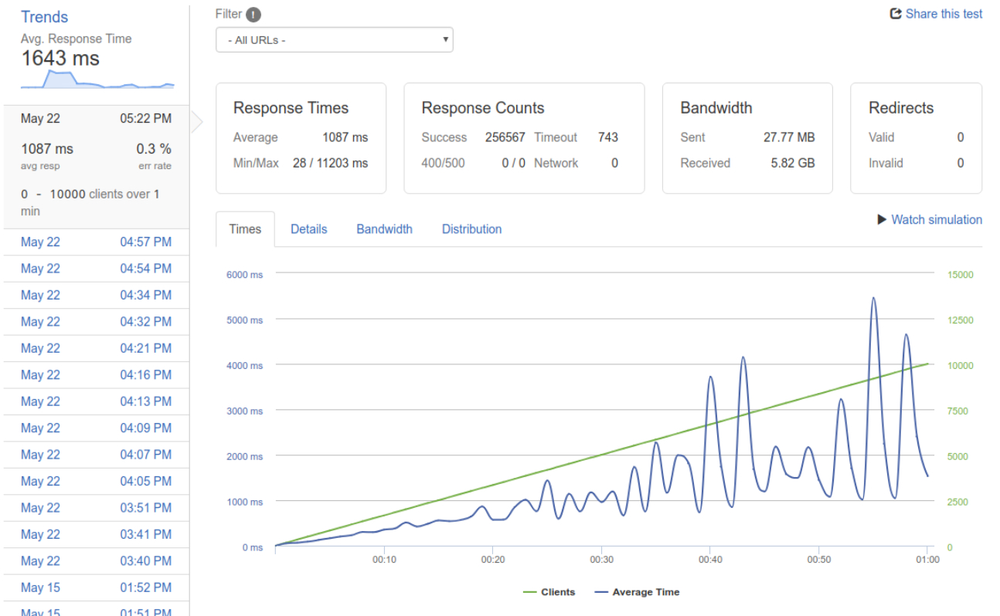 Trends
Avg. Response Time
1643 ms
May 22 05:22 PM
1087 ms 0.3 %
avg resp err rate
0 - 10000 clients over 1
min
May 22 04:57 PM
May 22 04:54 PM
May 22 04:34 PM
May 22 04:32 PM
May 22 04:21 PM
May 22 04:16 PM
May 22 04:13 PM
May 22 04:09 PM
May 22 04:07 PM
May 22 04:05 PM
May 22 03:51 PM
May 22 03:41 PM
May 22 03:40 PM
May 15 01:52 PM
May 15 01:51 PM
Filter !
Share this test
- All URLs -
Response Times
Average 1087 ms
Min/Max 28 / 11203 ms
Response Counts
Success 256567 Timeout 743
400/500 0 / 0 Network 0
Bandwidth
Sent 27.77 MB
Received 5.82 GB
Redirects
Valid 0
Invalid 0
Times Details Bandwidth Distribution
Watch simulation
6000 ms 15000
5000 ms 12500
4000 ms 10000
3000 ms 7500
2000 ms 5000
1000 ms 2500
0 ms 0
00:10 00:20 00:30 00:40 00:50 01:00
Clients Average Time